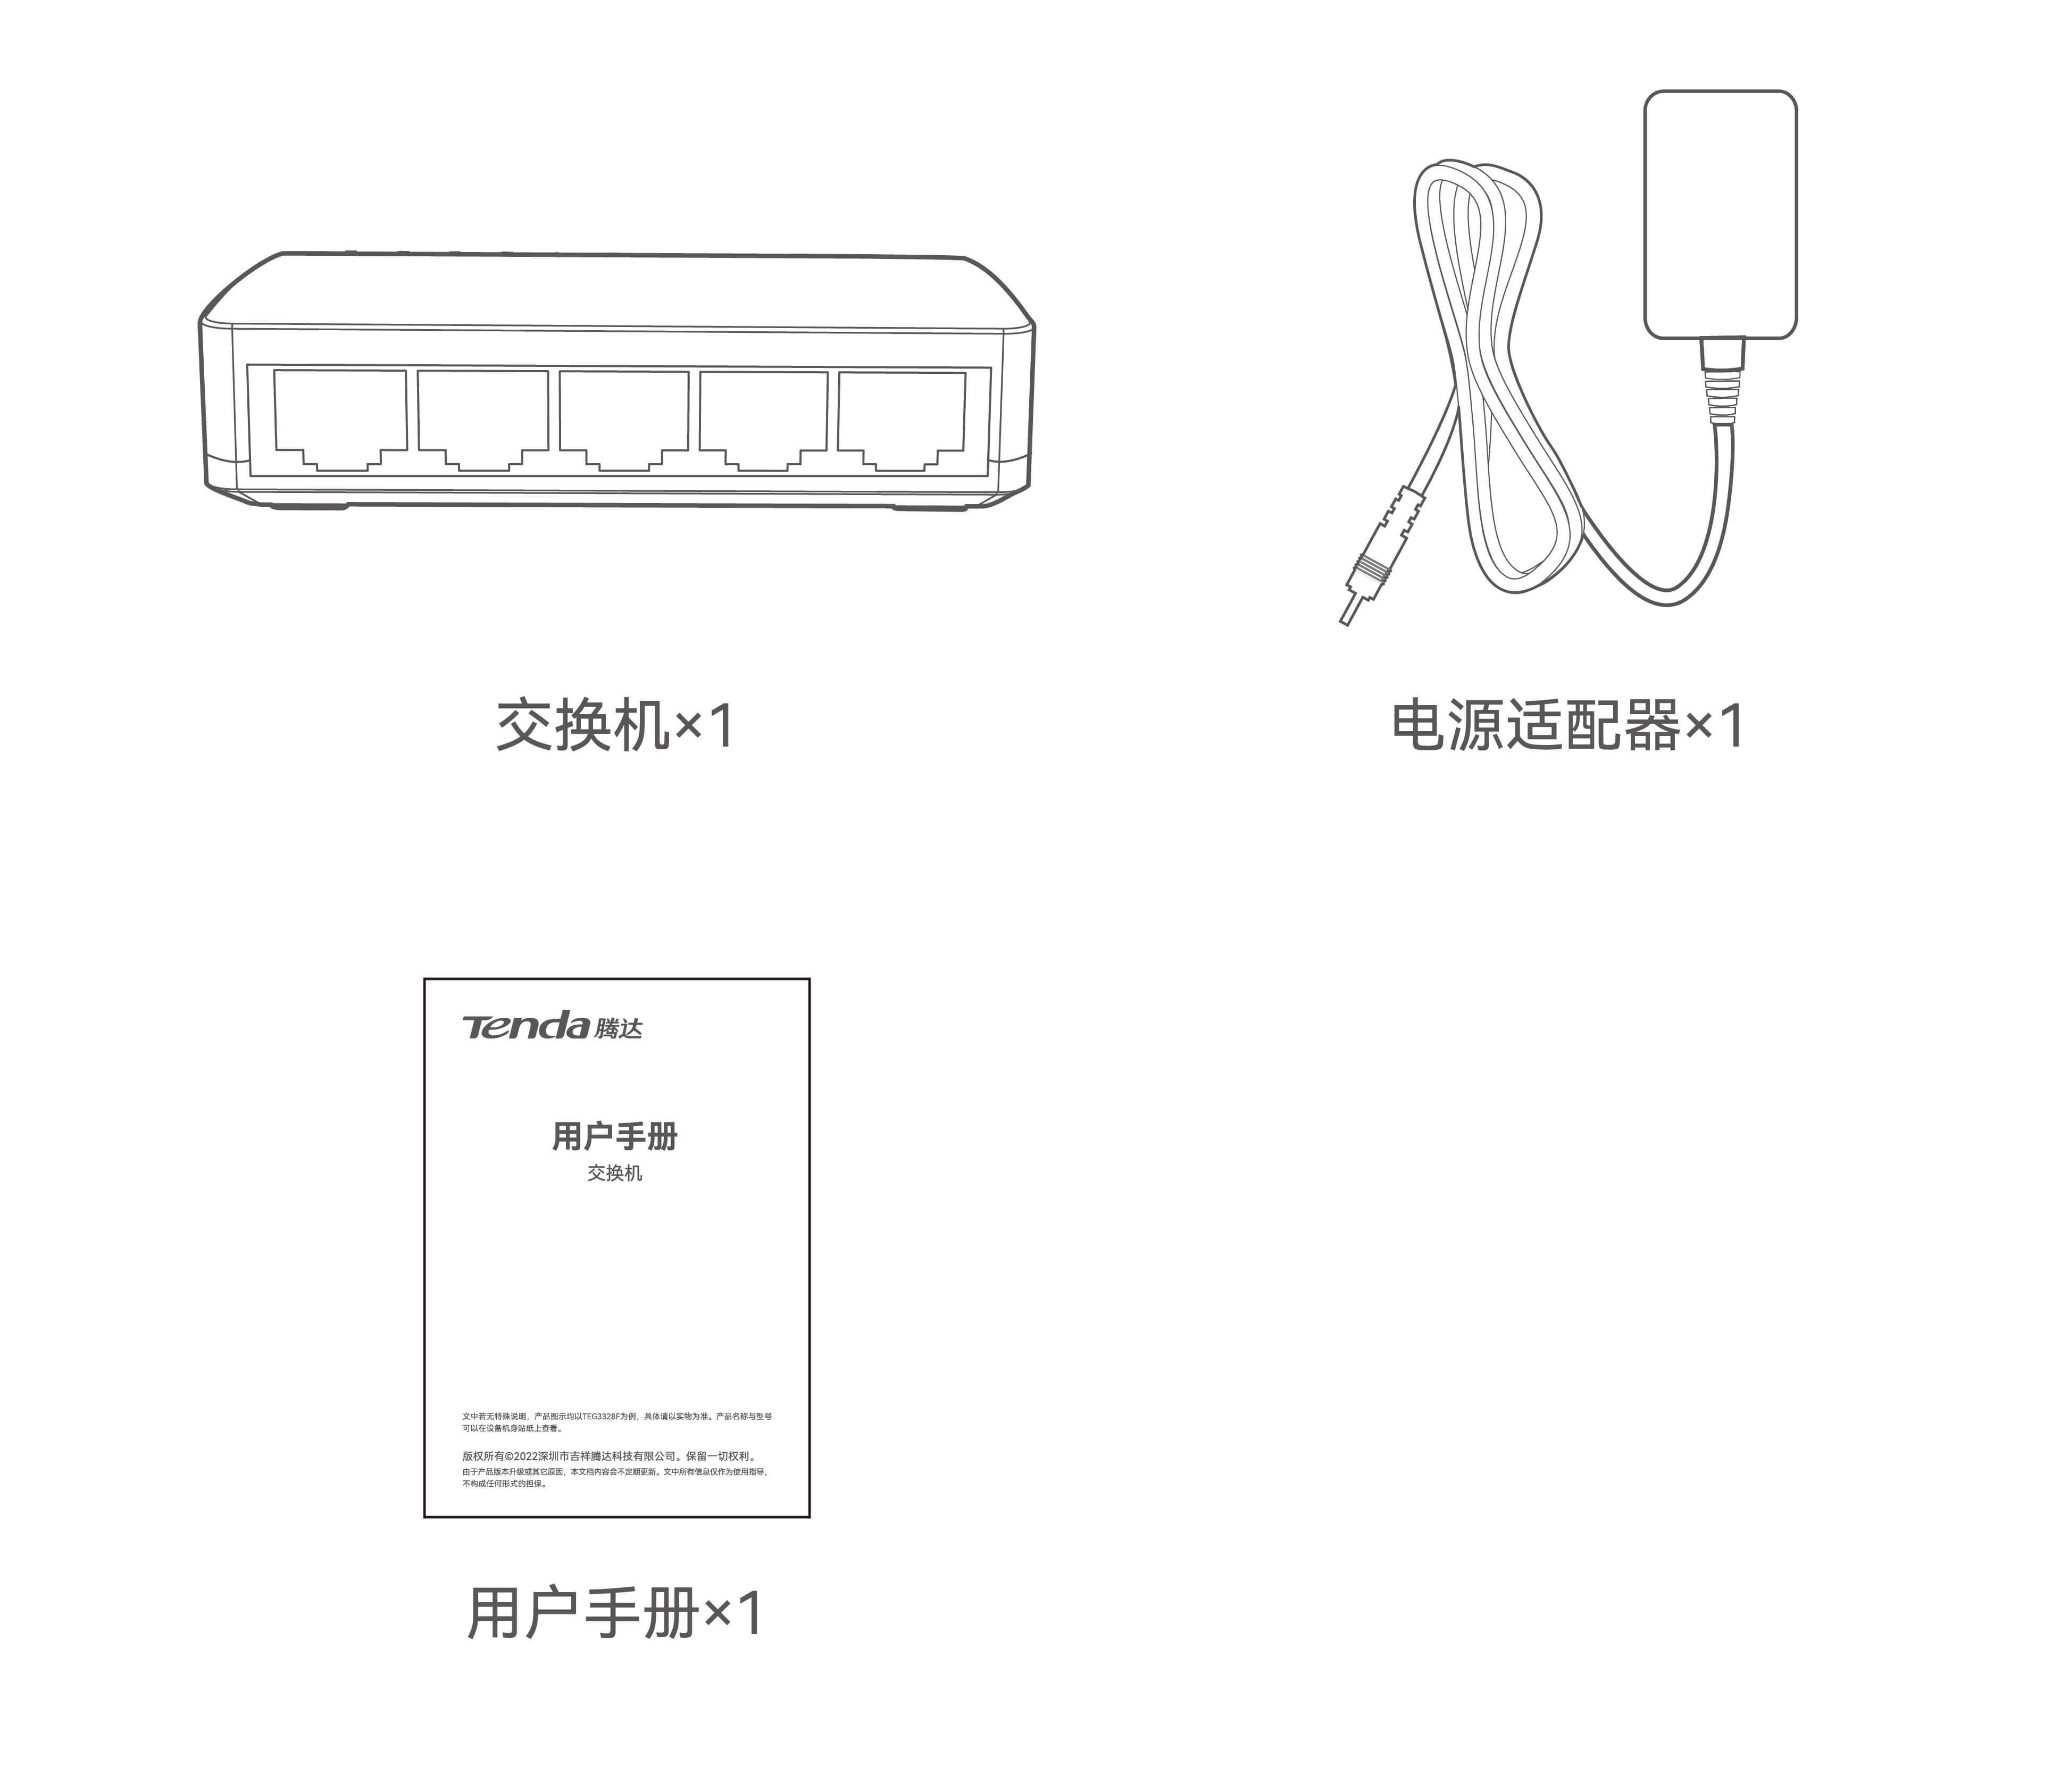 交换机×1
电源适配器×1
Tenda 腾达
用户手册
交换机
文中若无特殊说明，产品图示均以TEG3328F为例，具体请以实物为准。产品名称与型号
可以在设备机身贴纸上查看。
版权所有©2022深圳市吉祥腾达科技有限公司。保留一切权利。
由于产品版本升级或其它原因，本文档内容会不定期更新。文中所有信息仅作为使用指导，
不构成任何形式的担保。
用户手册×1